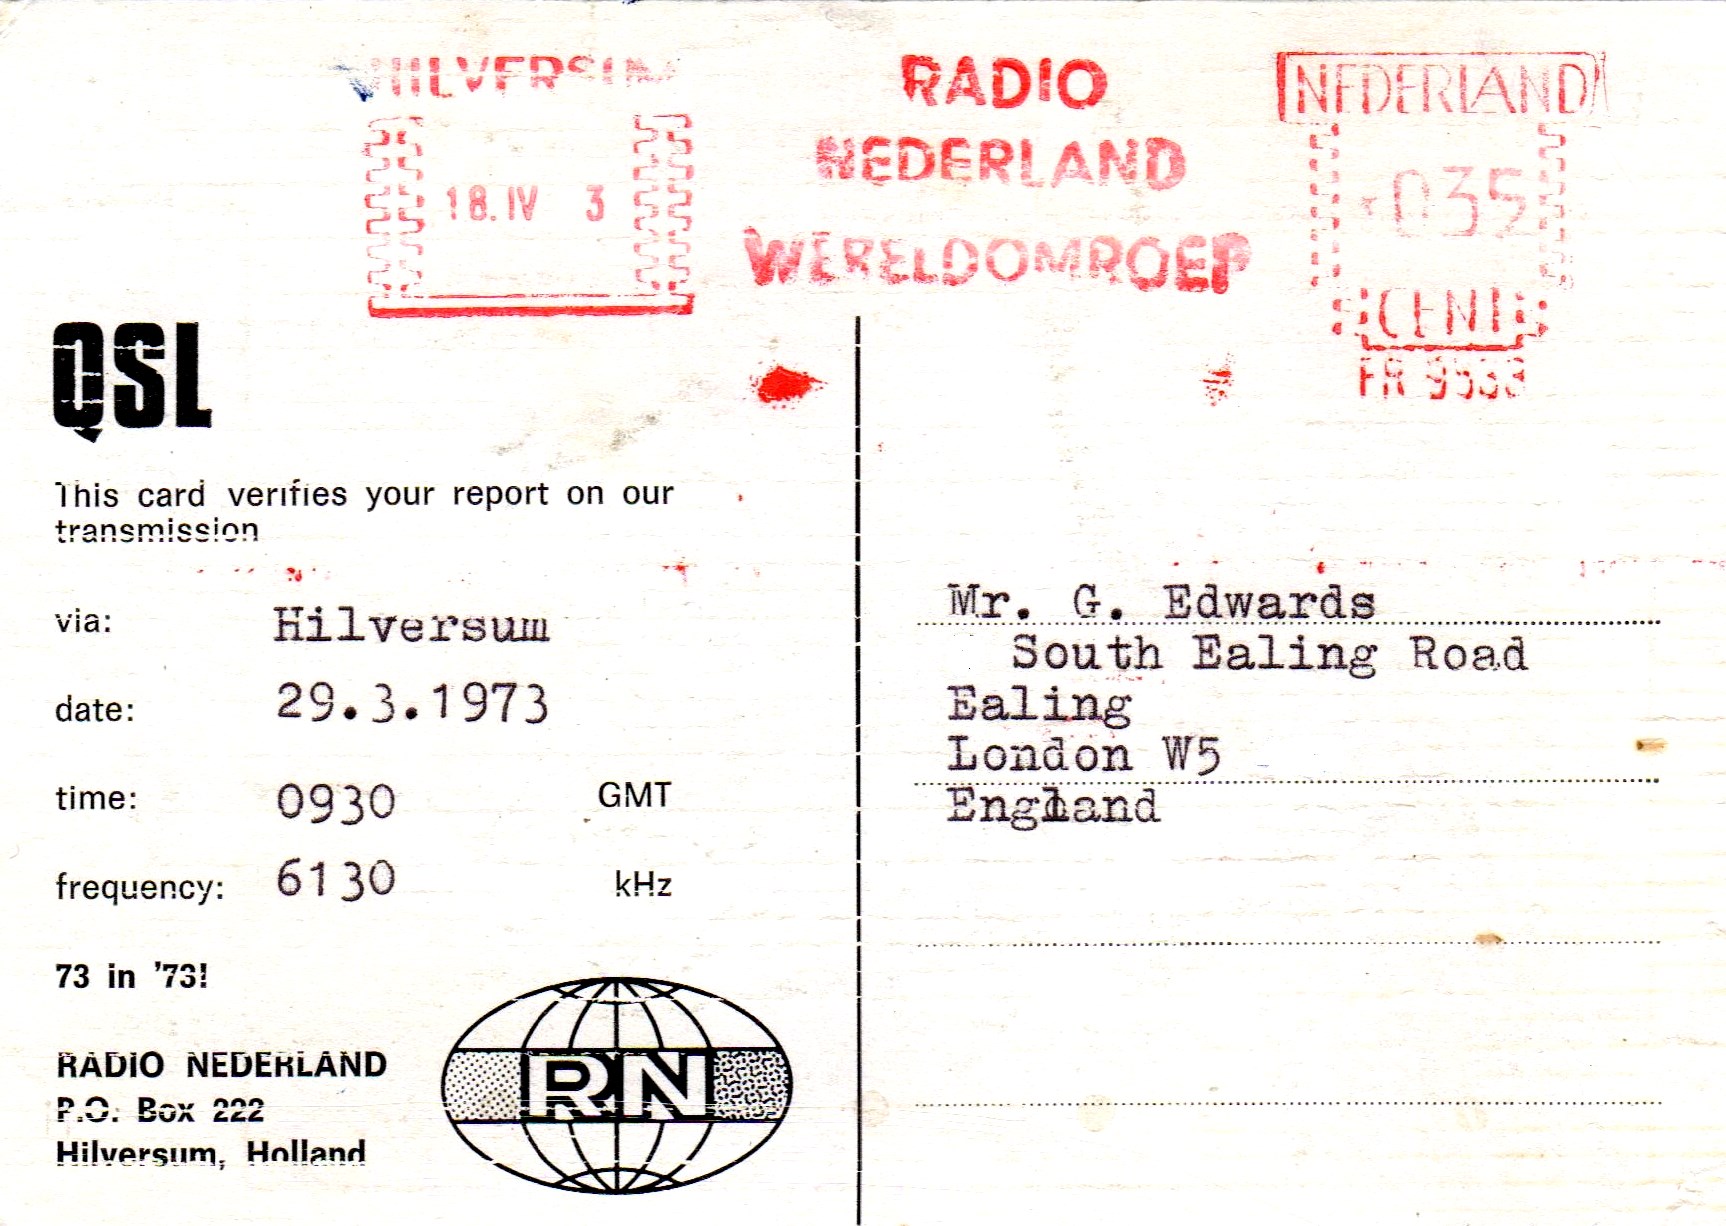 HILVERSUM
18.IV 3
RADIO
NEDERLAND
WERELDOMROEP
NEDERLAND
035
CENT
FR 9533
QSL
This card verifies your report on our
transmission
via: Hilversum
date: 29.3.1973
time: 0930 GMT
frequency: 6130 kHz
73 in '73!
RADIO NEDERLAND
P.O. Box 222
Hilversum, Holland
RN
Mr. G. Edwards
South Ealing Road
Ealing
London W5
England